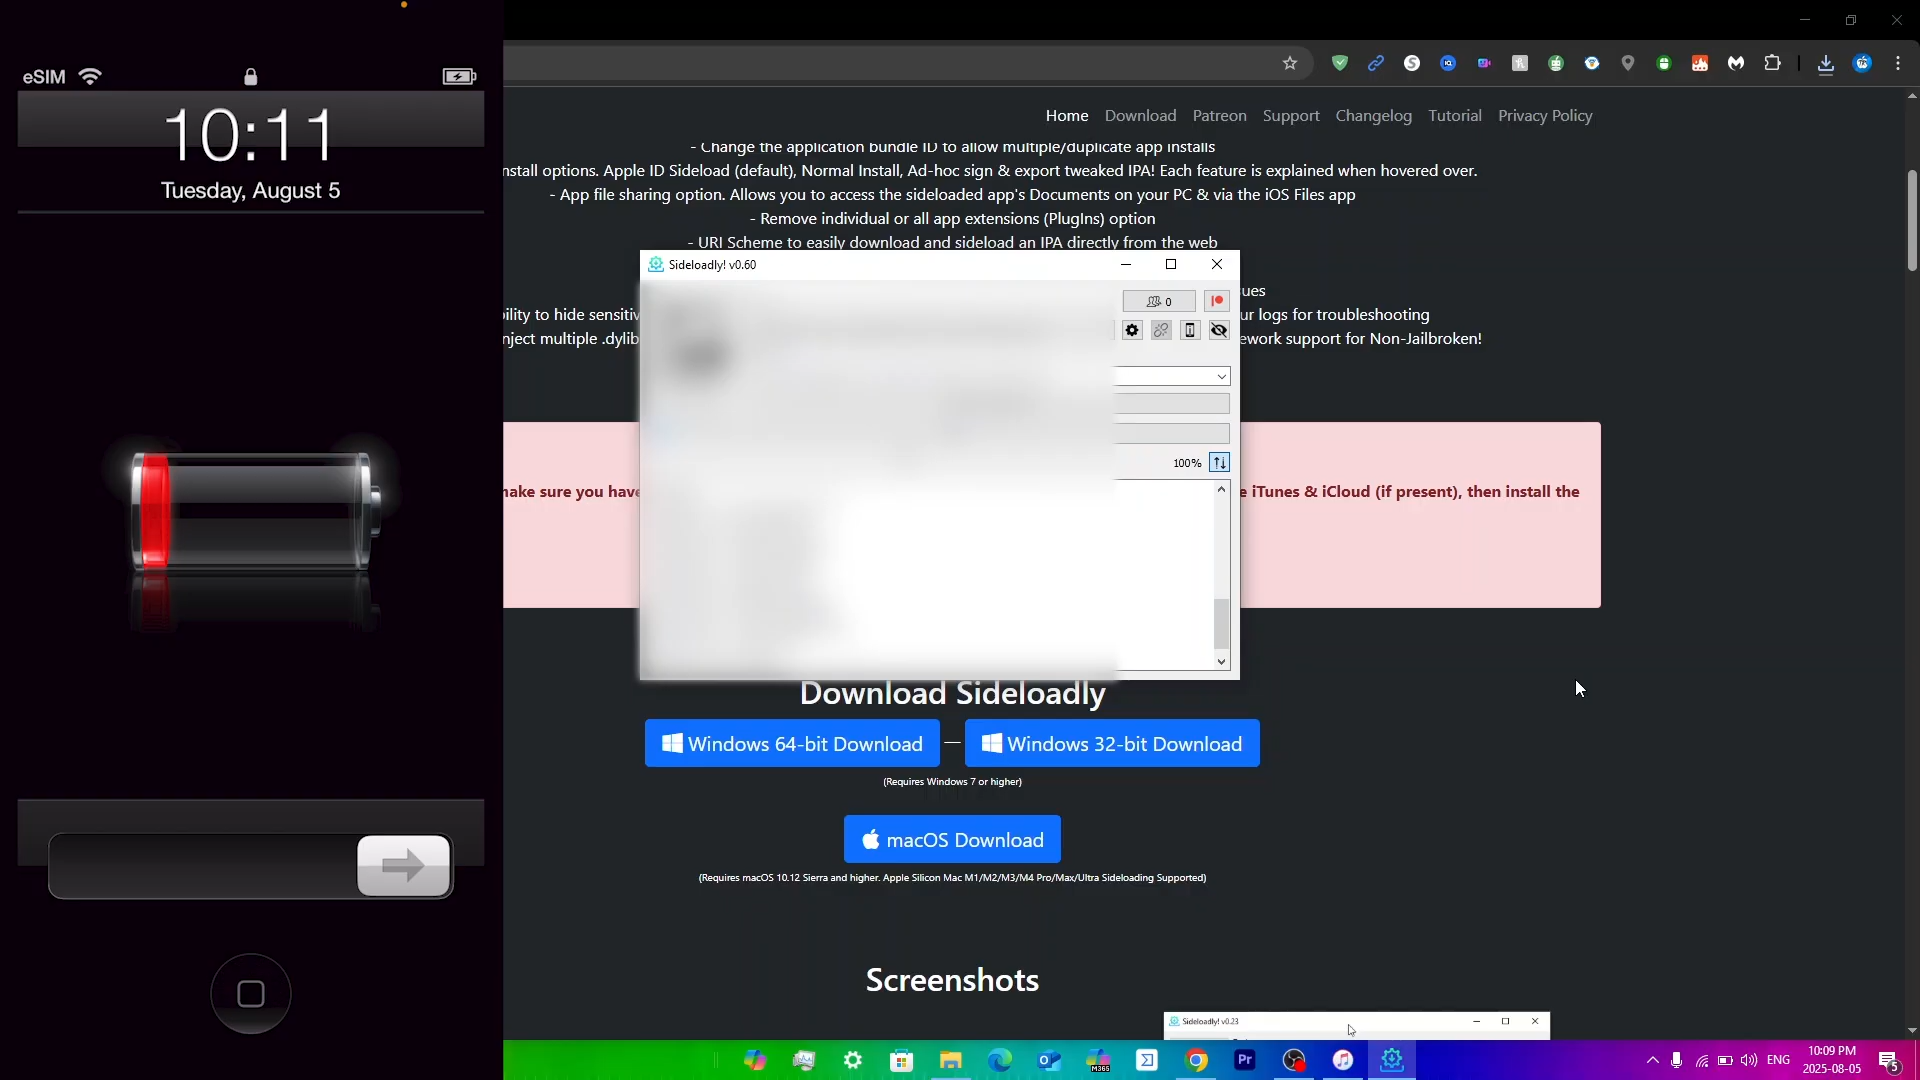 eSIM
10:11
Tuesday, August 5
Home Download Patreon Support Changelog Tutorial Privacy Policy
- Change the application bundle ID to allow multiple/duplicate app installs
nstall options. Apple ID Sideload (default), Normal Install, Ad-hoc sign & export tweaked IPA! Each feature is explained when hovered over.
- App file sharing option. Allows you to access the sideloaded app's Documents on your PC & via the iOS Files app
- Remove individual or all app extensions (PlugIns) option
- URI Scheme to easily download and sideload an IPA directly from the web
Sideloadly! v0.60
0
ues
ility to hide sensitiv
ur logs for troubleshooting
nject multiple .dylib
ework support for Non-Jailbroken!
100%
make sure you have
e iTunes & iCloud (if present), then install the
Download Sideloadly
Windows 64-bit Download — Windows 32-bit Download
(Requires Windows 7 or higher)
macOS Download
(Requires macOS 10.12 Sierra and higher. Apple Silicon Mac M1/M2/M3/M4 Pro/Max/Ultra Sideloading Supported)
Screenshots
Sideloadly! v0.23
M365
Pr
ENG
10:09 PM
2025-08-05
5